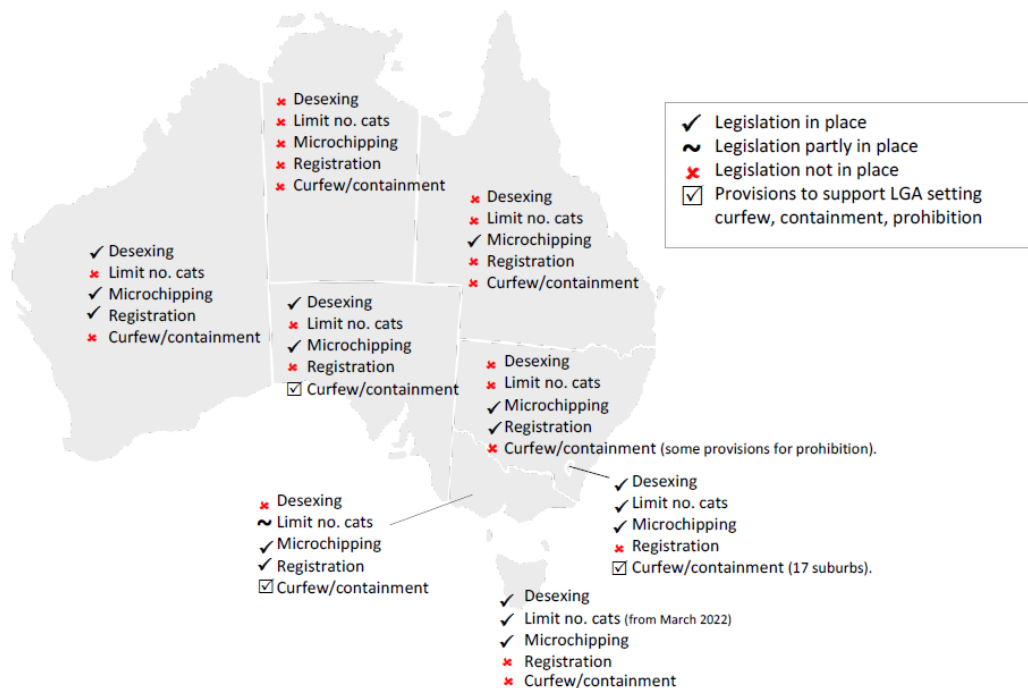 ✗ Desexing
✗ Limit no. cats
✗ Microchipping
✗ Registration
✗ Curfew/containment
✓ Legislation in place
~ Legislation partly in place
✗ Legislation not in place
☑ Provisions to support LGA setting
curfew, containment, prohibition
✗ Desexing
✗ Limit no. cats
✓ Microchipping
✗ Registration
✗ Curfew/containment
✓ Desexing
✗ Limit no. cats
✓ Microchipping
✓ Registration
✗ Curfew/containment
✓ Desexing
✗ Limit no. cats
✓ Microchipping
✗ Registration
☑ Curfew/containment
✗ Desexing
✗ Limit no. cats
✓ Microchipping
✓ Registration
✗ Curfew/containment (some provisions for prohibition).
✓ Desexing
✓ Limit no. cats
✓ Microchipping
✗ Registration
☑ Curfew/containment (17 suburbs).
✗ Desexing
~ Limit no. cats
✓ Microchipping
✓ Registration
☑ Curfew/containment
✓ Desexing
✓ Limit no. cats (from March 2022)
✓ Microchipping
✗ Registration
✗ Curfew/containment